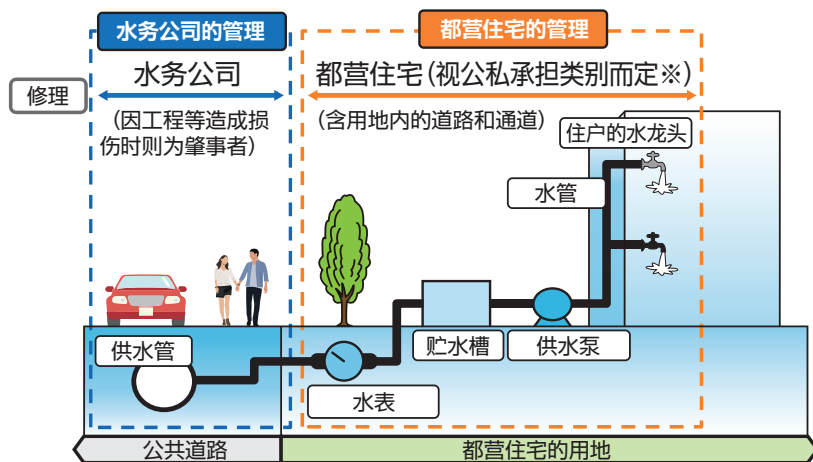 水务公司的管理
都营住宅的管理
修理
水务公司
都营住宅(视公私承担类别而定※)
(因工程等造成损
伤时则为肇事者)
(含用地内的道路和通道)
住户的水龙头
水管
供水管
贮水槽
供水泵
水表
公共道路
都营住宅的用地